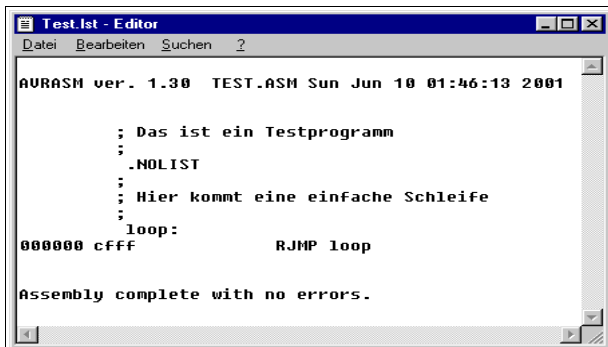 Test.lst - Editor
Datei Bearbeiten Suchen ?
AVRASM ver. 1.30 TEST.ASM Sun Jun 10 01:46:13 2001
; Das ist ein Testprogramm
;
.NOLIST
;
; Hier kommt eine einfache Schleife
;
loop:
000000 cfff RJMP loop
Assembly complete with no errors.